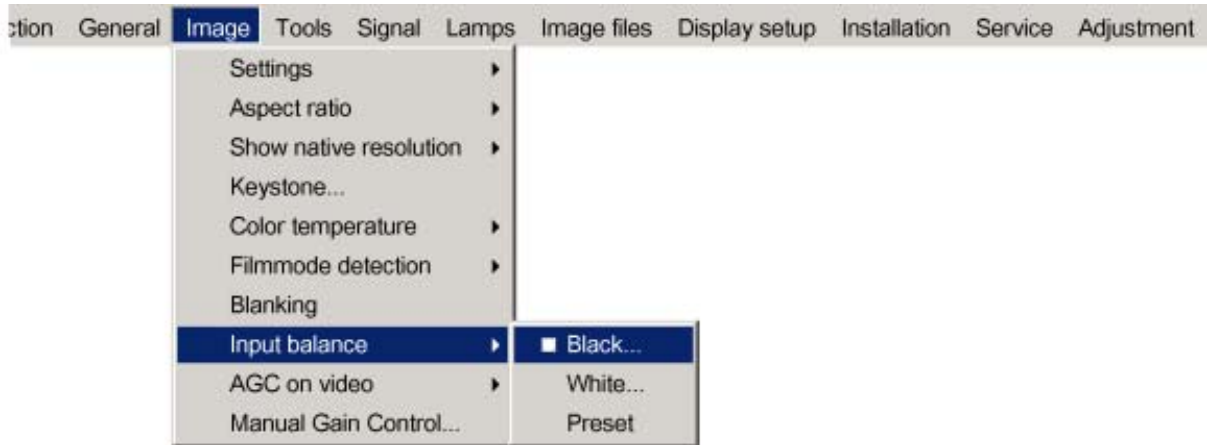 General Image Tools Signal Lamps Image files Display setup Installation Service Adjustment
Settings
Aspect ratio
Show native resolution
Keystone...
Color temperature
Filmmode detection
Blanking
Input balance
Black...
AGC on video
White...
Manual Gain Control...
Preset